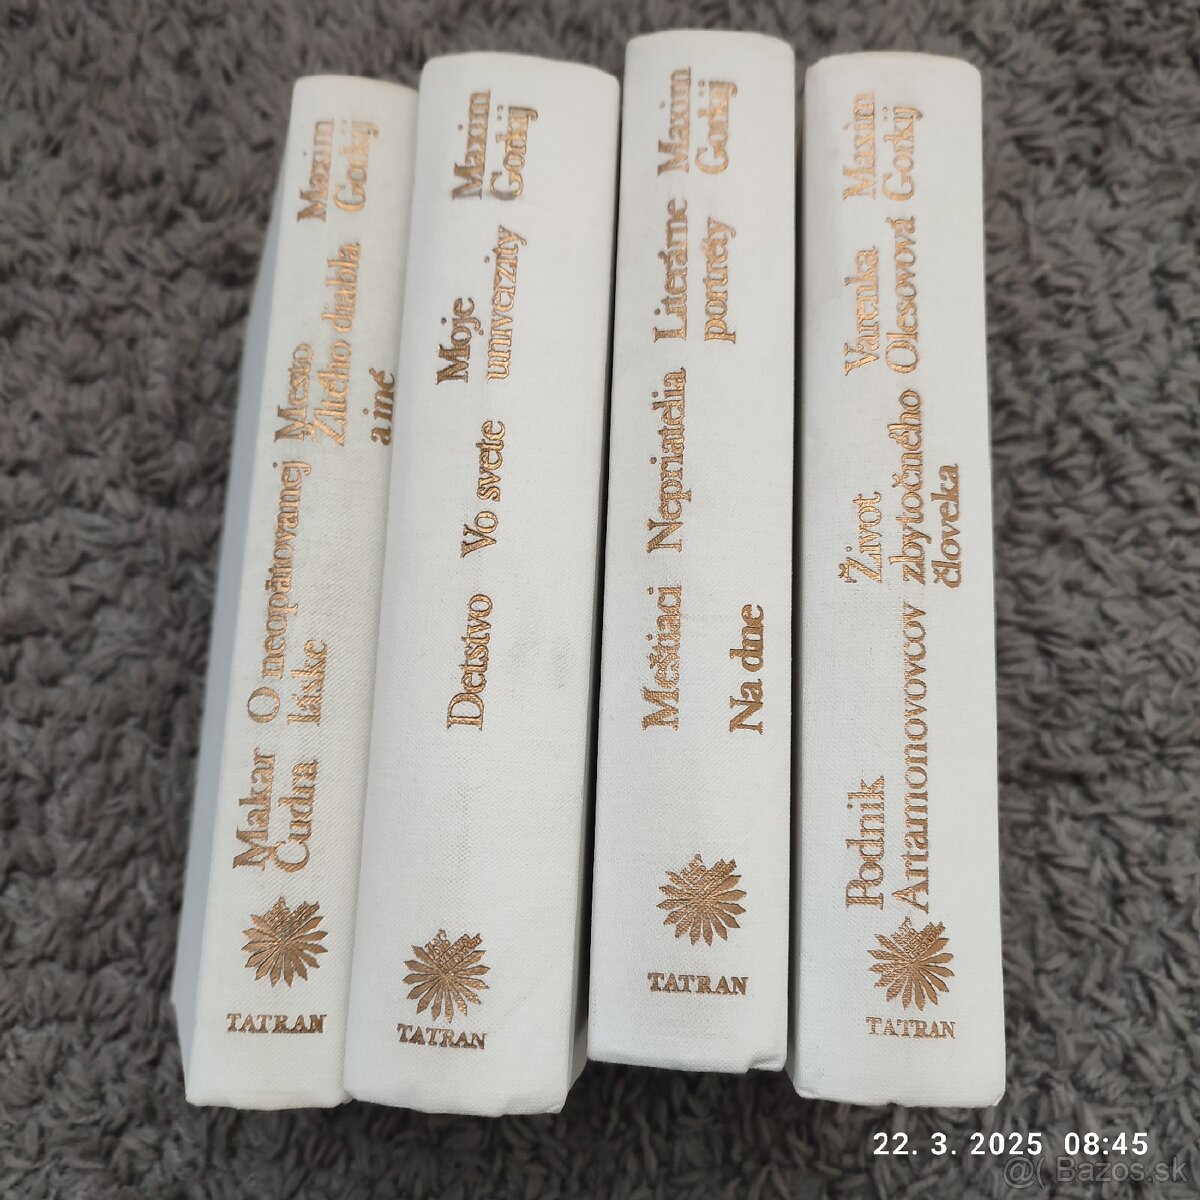 Makar
Čudra
O neopätovanej
láske
Mesto
Žltého diabla
a iné
Maxim
Gorkij
TATRAN
Detstvo
Vo svete
Moje
univerzity
Maxim
Gorkij
TATRAN
Meštiaci
Nepriatelia
Na dne
Literárne
portréty
Maxim
Gorkij
TATRAN
Podnik
Artamonovovcov
Život
zbytočného
človeka
Varenka
Olesovová
Maxim
Gorkij
TATRAN
22. 3. 2025 08:45
@( Bazos.sk